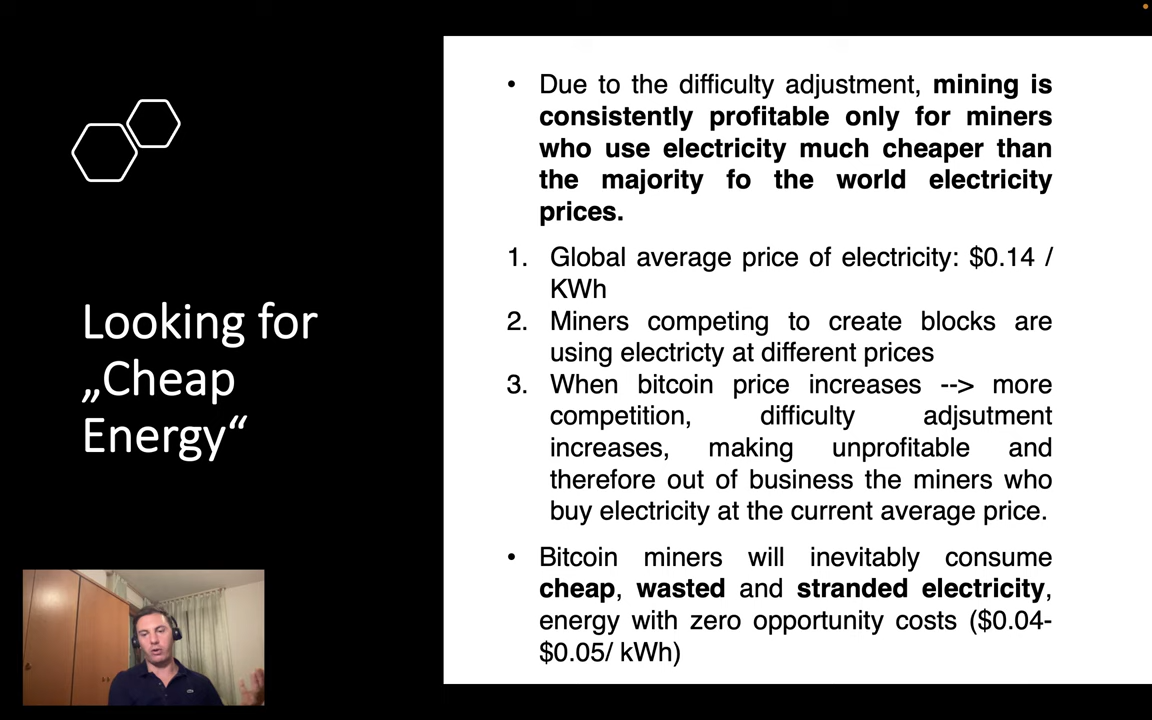 Looking for
„Cheap
Energy“
• Due to the difficulty adjustment, mining is
consistently profitable only for miners
who use electricity much cheaper than
the majority fo the world electricity
prices.
1. Global average price of electricity: $0.14 /
KWh
2. Miners competing to create blocks are
using electricty at different prices
3. When bitcoin price increases --> more
competition, difficulty adjsutment
increases, making unprofitable and
therefore out of business the miners who
buy electricity at the current average price.
• Bitcoin miners will inevitably consume
cheap, wasted and stranded electricity,
energy with zero opportunity costs ($0.04-
$0.05/ kWh)